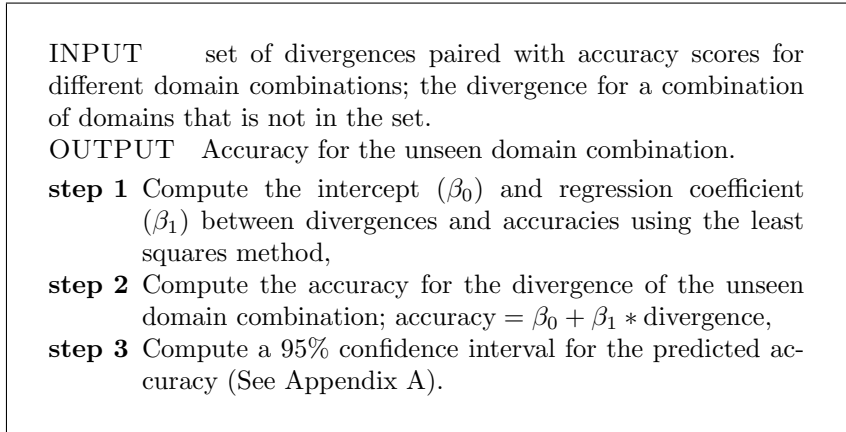 INPUT set of divergences paired with accuracy scores for
different domain combinations; the divergence for a combination
of domains that is not in the set.
OUTPUT Accuracy for the unseen domain combination.
step 1 Compute the intercept (β₀) and regression coefficient
(β₁) between divergences and accuracies using the least
squares method,
step 2 Compute the accuracy for the divergence of the unseen
domain combination; accuracy = β₀ + β₁ * divergence,
step 3 Compute a 95% confidence interval for the predicted ac-
curacy (See Appendix A).